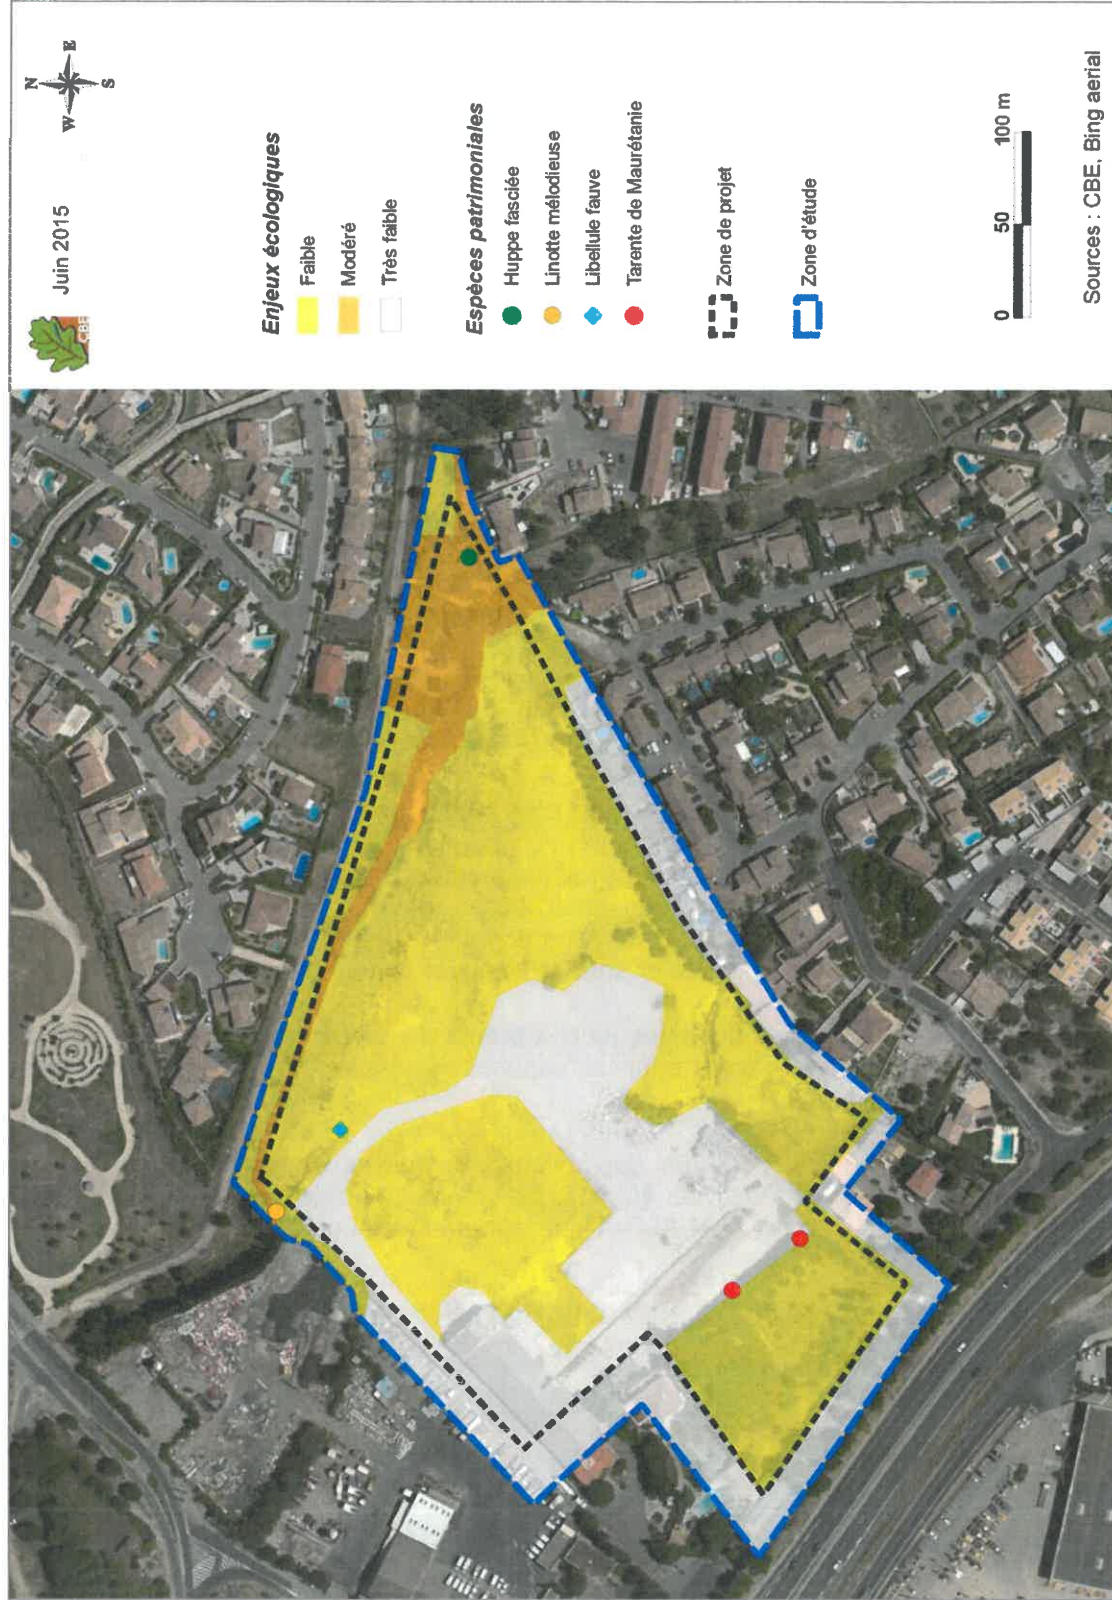 CBE
Juin 2015
N
W E
S
Enjeux écologiques
Faible
Modéré
Très faible
Espèces patrimoniales
Huppe fasciée
Linotte mélodieuse
Libellule fauve
Tarente de Maurétanie
Zone de projet
Zone d'étude
0 50 100 m
Sources : CBE, Bing aerial